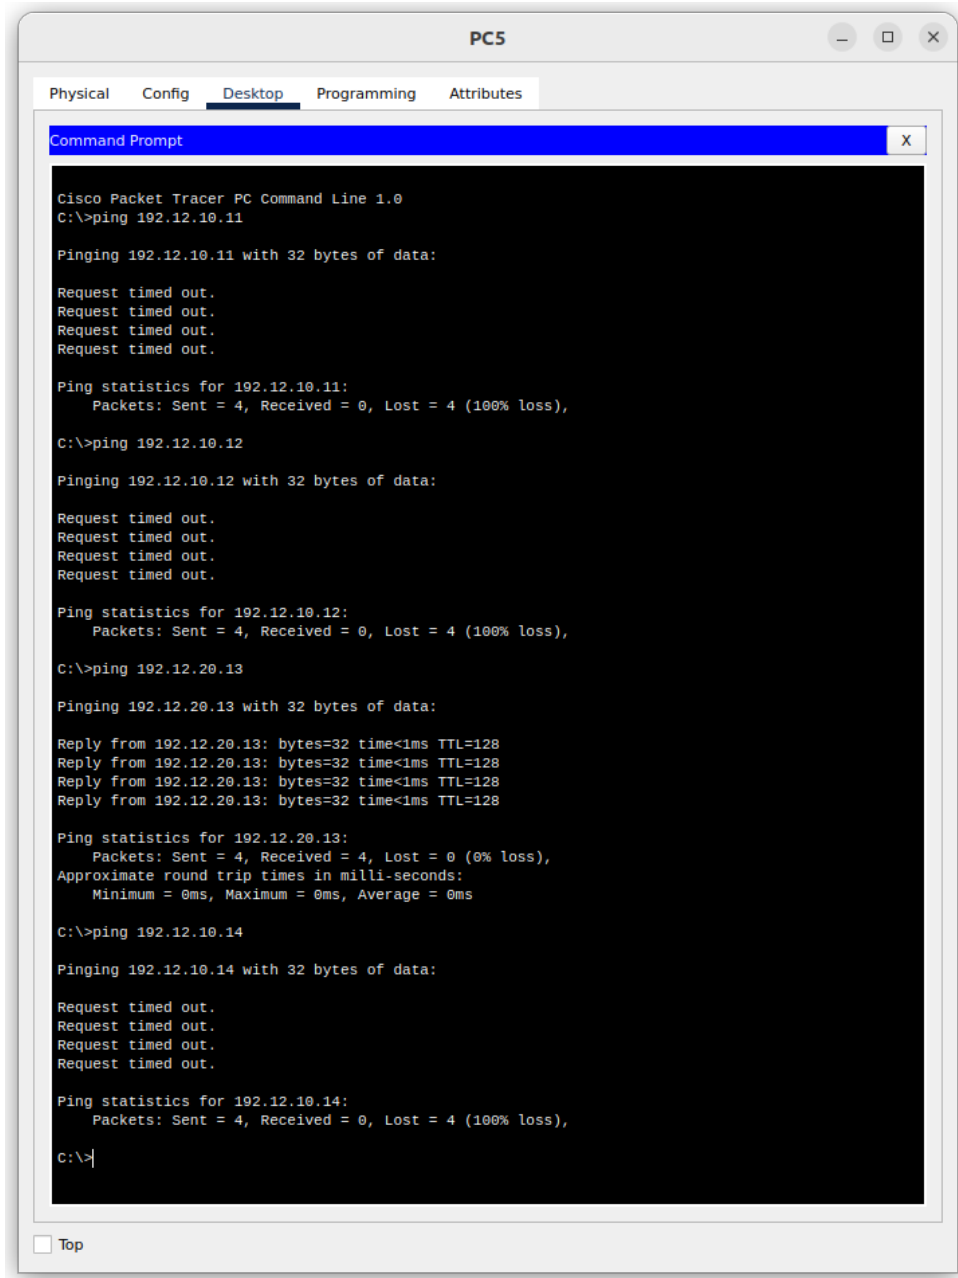 PC5
Physical Config Desktop Programming Attributes
Command Prompt X
Cisco Packet Tracer PC Command Line 1.0
C:\>ping 192.12.10.11
Pinging 192.12.10.11 with 32 bytes of data:
Request timed out.
Request timed out.
Request timed out.
Request timed out.
Ping statistics for 192.12.10.11:
Packets: Sent = 4, Received = 0, Lost = 4 (100% loss),
C:\>ping 192.12.10.12
Pinging 192.12.10.12 with 32 bytes of data:
Request timed out.
Request timed out.
Request timed out.
Request timed out.
Ping statistics for 192.12.10.12:
Packets: Sent = 4, Received = 0, Lost = 4 (100% loss),
C:\>ping 192.12.20.13
Pinging 192.12.20.13 with 32 bytes of data:
Reply from 192.12.20.13: bytes=32 time<1ms TTL=128
Reply from 192.12.20.13: bytes=32 time<1ms TTL=128
Reply from 192.12.20.13: bytes=32 time<1ms TTL=128
Reply from 192.12.20.13: bytes=32 time<1ms TTL=128
Ping statistics for 192.12.20.13:
Packets: Sent = 4, Received = 4, Lost = 0 (0% loss),
Approximate round trip times in milli-seconds:
Minimum = 0ms, Maximum = 0ms, Average = 0ms
C:\>ping 192.12.10.14
Pinging 192.12.10.14 with 32 bytes of data:
Request timed out.
Request timed out.
Request timed out.
Request timed out.
Ping statistics for 192.12.10.14:
Packets: Sent = 4, Received = 0, Lost = 4 (100% loss),
C:\>
Top